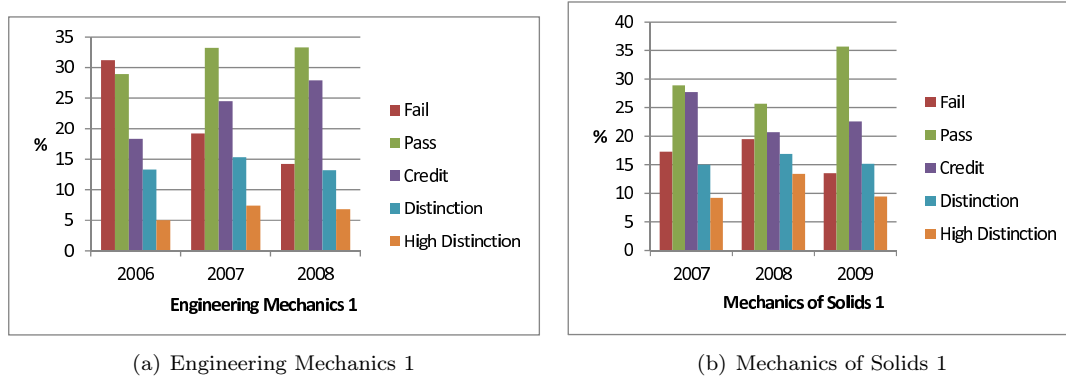 35
30
25
20
%
15
10
5
0
2006 2007 2008
Engineering Mechanics 1
Fail
Pass
Credit
Distinction
High Distinction
(a) Engineering Mechanics 1
40
35
30
25
%
20
15
10
5
0
2007 2008 2009
Mechanics of Solids 1
Fail
Pass
Credit
Distinction
High Distinction
(b) Mechanics of Solids 1